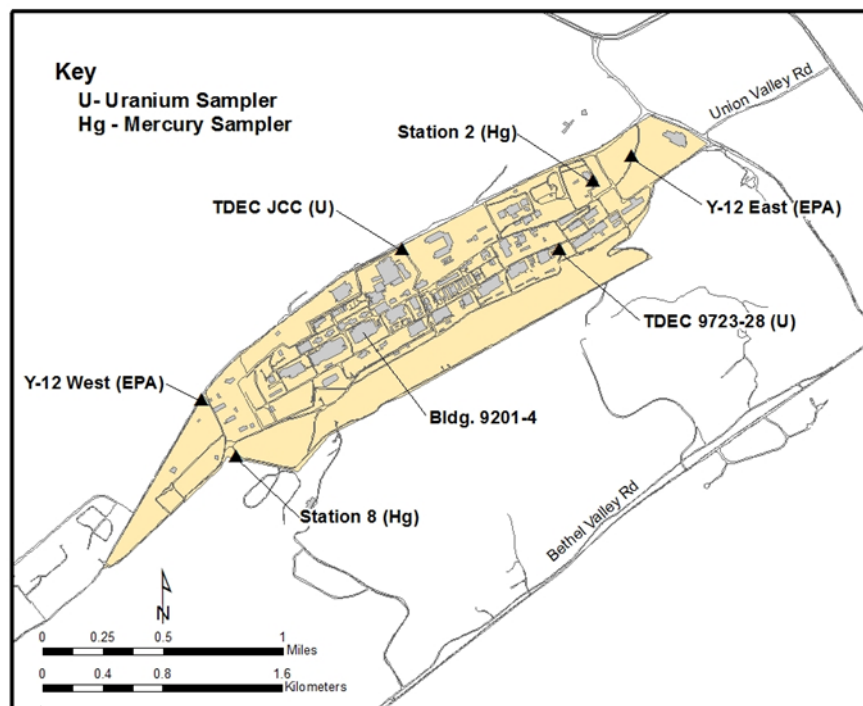 Key
U- Uranium Sampler
Hg - Mercury Sampler
Union Valley Rd
Station 2 (Hg)
Y-12 East (EPA)
TDEC JCC (U)
TDEC 9723-28 (U)
Y-12 West (EPA)
Bldg. 9201-4
Station 8 (Hg)
Bethel Valley Rd
N
0 0.25 0.5 1
Miles
0 0.4 0.8 1.6
Kilometers